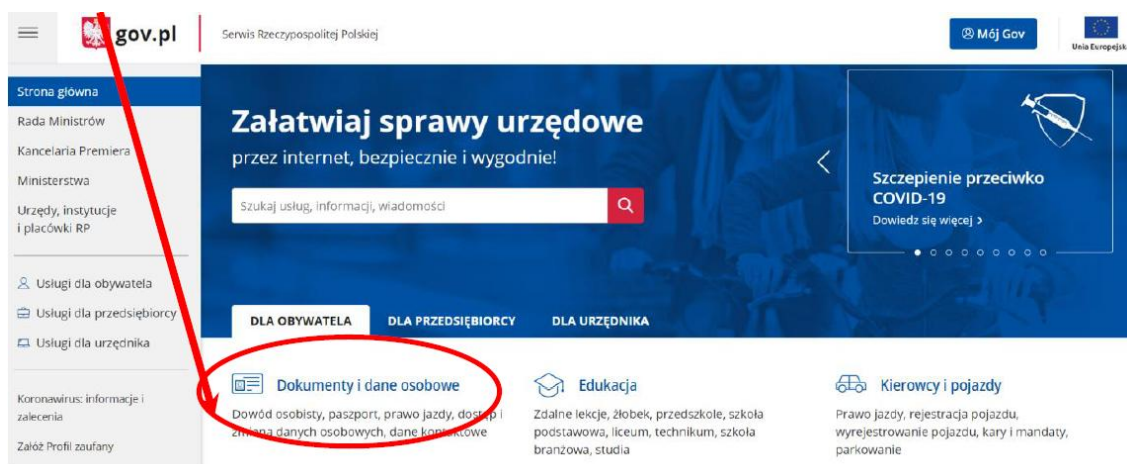 gov.pl
Serwis Rzeczypospolitej Polskiej
Mój Gov
Unia Europejsk
Strona główna
Rada Ministrów
Kancelaria Premiera
Ministerstwa
Urzędy, instytucje
i placówki RP
Usługi dla obywatela
Usługi dla przedsiębiorcy
Usługi dla urzędnika
Koronawirus: informacje i
zalecenia
Załóż Profil zaufany
Załatwiaj sprawy urzędowe
przez internet, bezpiecznie i wygodnie!
Szukaj usług, informacji, wiadomości
Szczepienie przeciwko
COVID-19
Dowiedz się więcej >
DLA OBYWATELA
DLA PRZEDSIĘBIORCY
DLA URZĘDNIKA
Dokumenty i dane osobowe
Dowód osobisty, paszport, prawo jazdy, dostęp i
zmiana danych osobowych, dane kontaktowe
Edukacja
Zdalne lekcje, żłobek, przedszkole, szkoła
podstawowa, liceum, technikum, szkoła
branżowa, studia
Kierowcy i pojazdy
Prawo jazdy, rejestracja pojazdu,
wyrejestrowanie pojazdu, kary i mandaty,
parkowanie